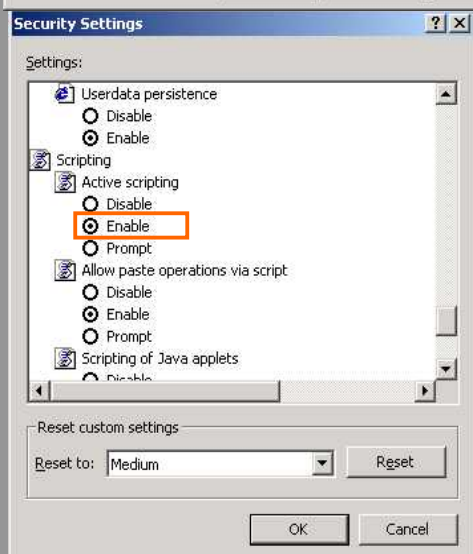 Security Settings
Settings:
Userdata persistence
Disable
Enable
Scripting
Active scripting
Disable
Enable
Prompt
Allow paste operations via script
Disable
Enable
Prompt
Scripting of Java applets
Disable
Reset custom settings
Reset to: Medium Reset
OK Cancel